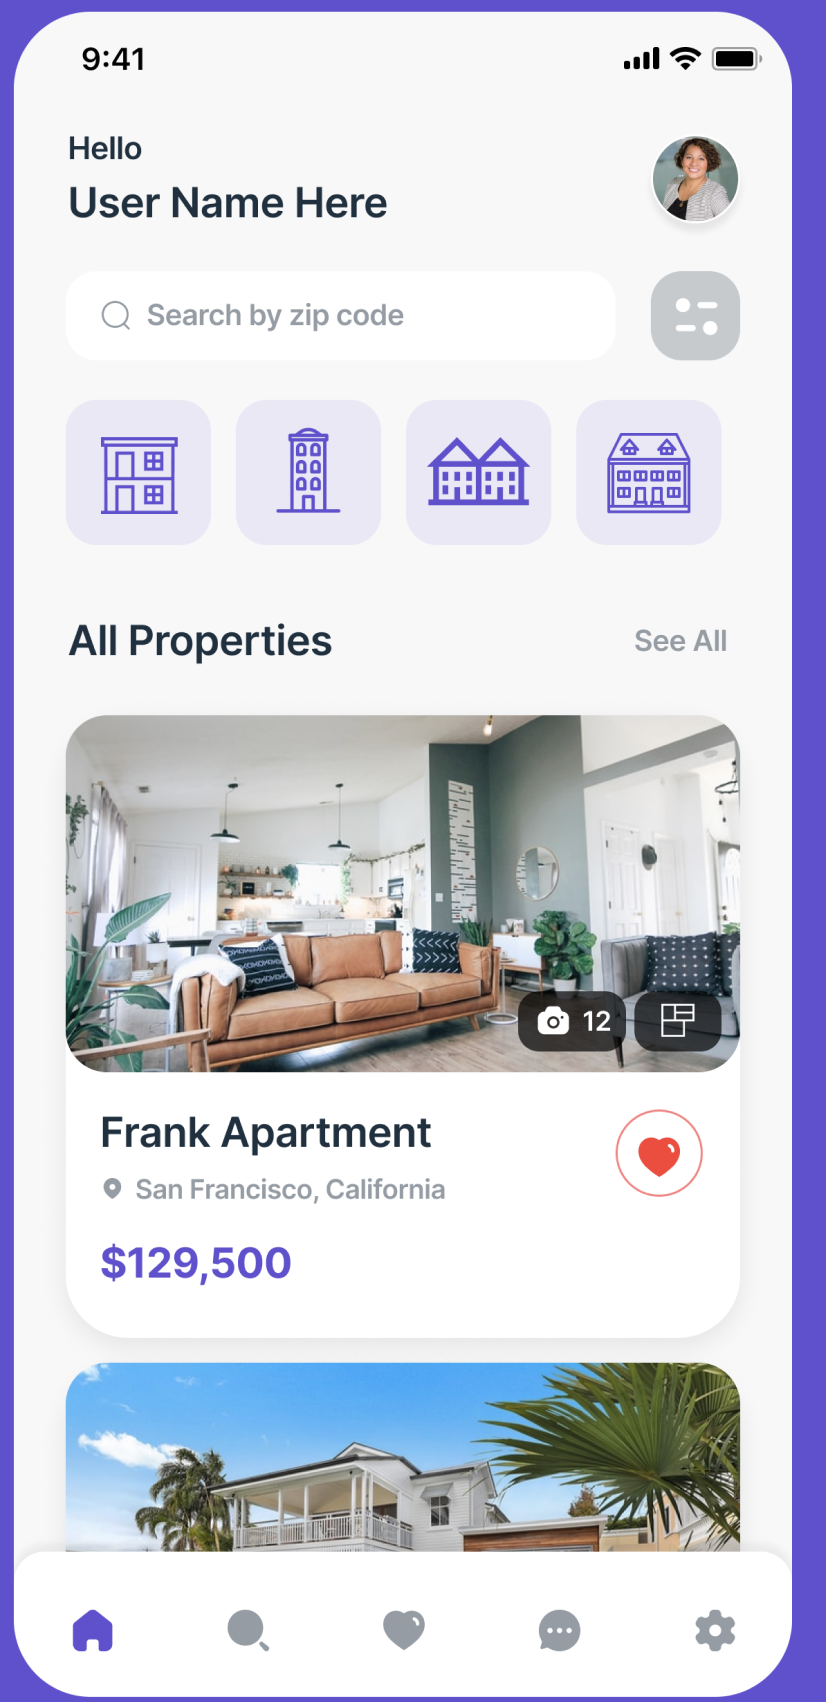 9:41
Hello
User Name Here
Search by zip code
All Properties
See All
12
Frank Apartment
San Francisco, California
$129,500